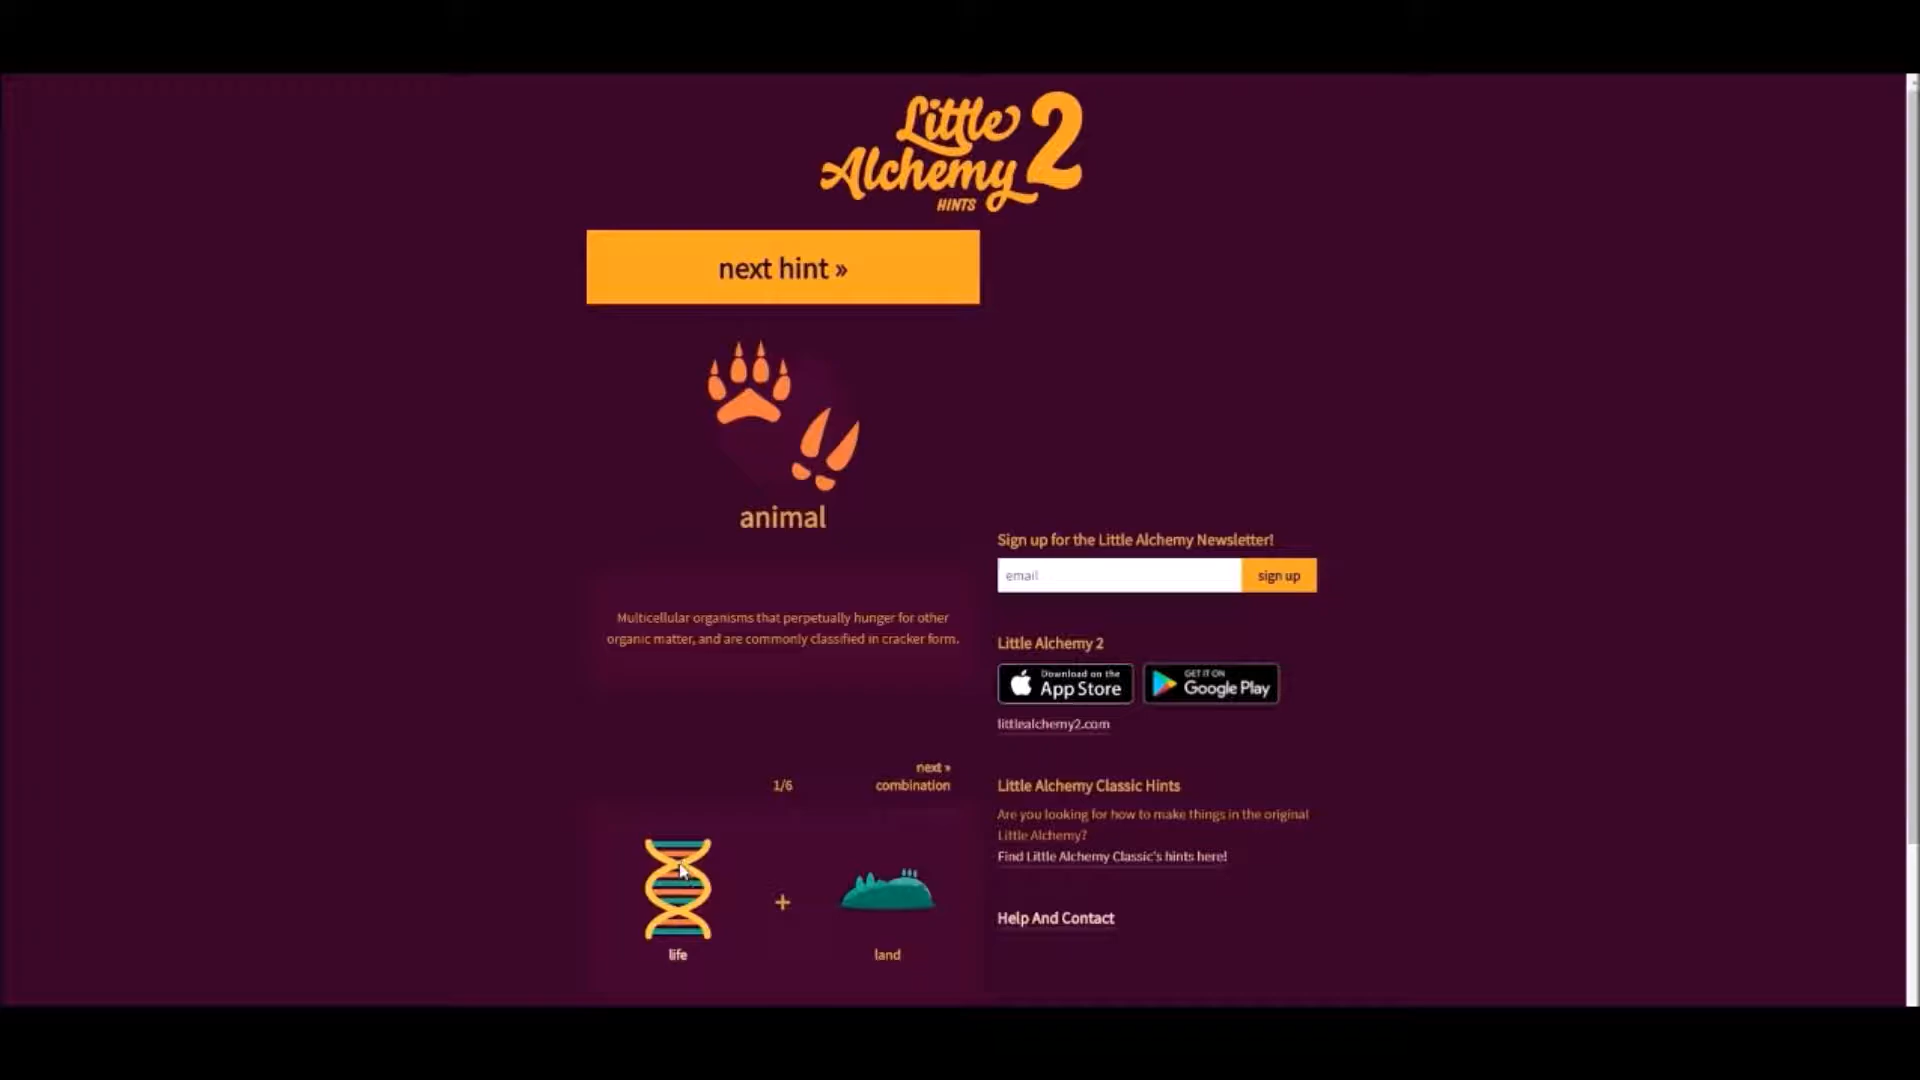 Little
Alchemy 2
HINTS
next hint »
animal
Multicellular organisms that perpetually hunger for other
organic matter, and are commonly classified in cracker form.
1/6
next »
combination
life
+
land
Sign up for the Little Alchemy Newsletter!
email
sign up
Little Alchemy 2
Download on the
App Store
GET IT ON
Google Play
littlealchemy2.com
Little Alchemy Classic Hints
Are you looking for how to make things in the original
Little Alchemy?
Find Little Alchemy Classic's hints here!
Help And Contact